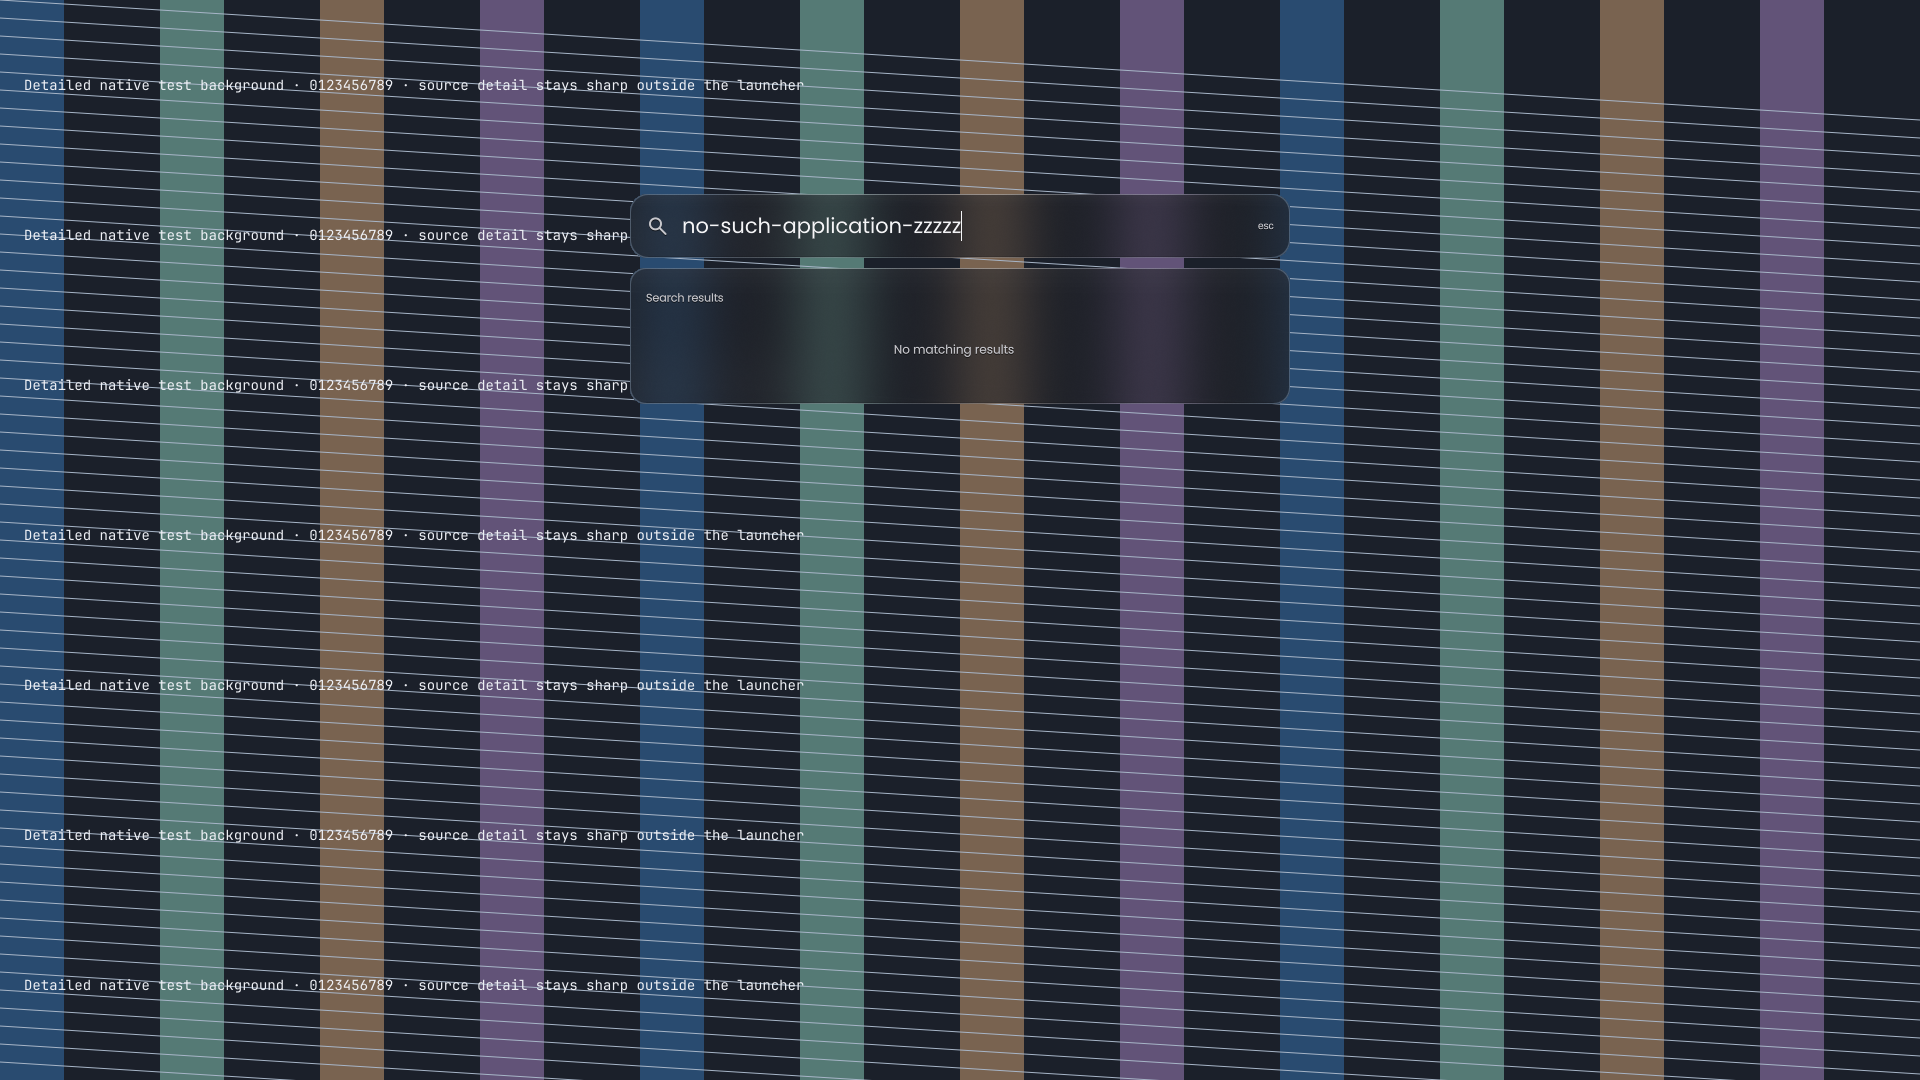 Detailed native test background · 0123456789 · source detail stays sharp outside the launcher
Detailed native test background · 0123456789 · source detail stays sharp
no-such-application-zzzzz
esc
Search results
No matching results
Detailed native test background · 0123456789 · source detail stays sharp
Detailed native test background · 0123456789 · source detail stays sharp outside the launcher
Detailed native test background · 0123456789 · source detail stays sharp outside the launcher
Detailed native test background · 0123456789 · source detail stays sharp outside the launcher
Detailed native test background · 0123456789 · source detail stays sharp outside the launcher